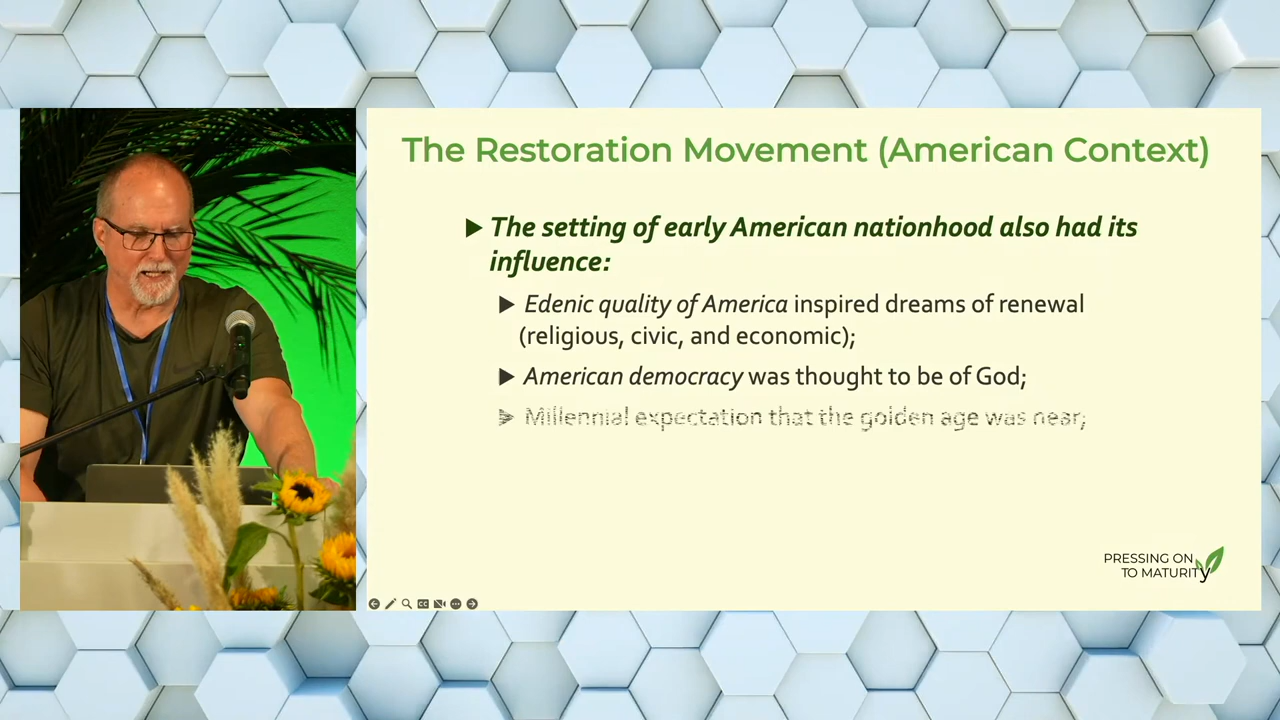 The Restoration Movement (American Context)
The setting of early American nationhood also had its
influence:
Edenic quality of America inspired dreams of renewal
(religious, civic, and economic);
American democracy was thought to be of God;
Millennial expectation that the golden age was near;
PRESSING ON
TO MATURITY